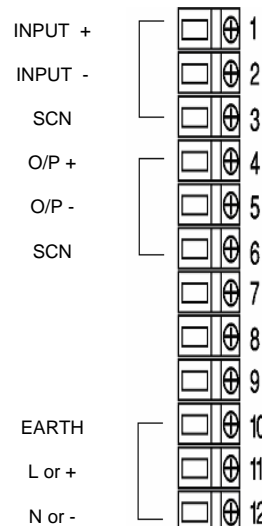 INPUT + 1
INPUT - 2
SCN 3
O/P + 4
O/P - 5
SCN 6
7
8
9
EARTH 10
L or + 11
N or - 12